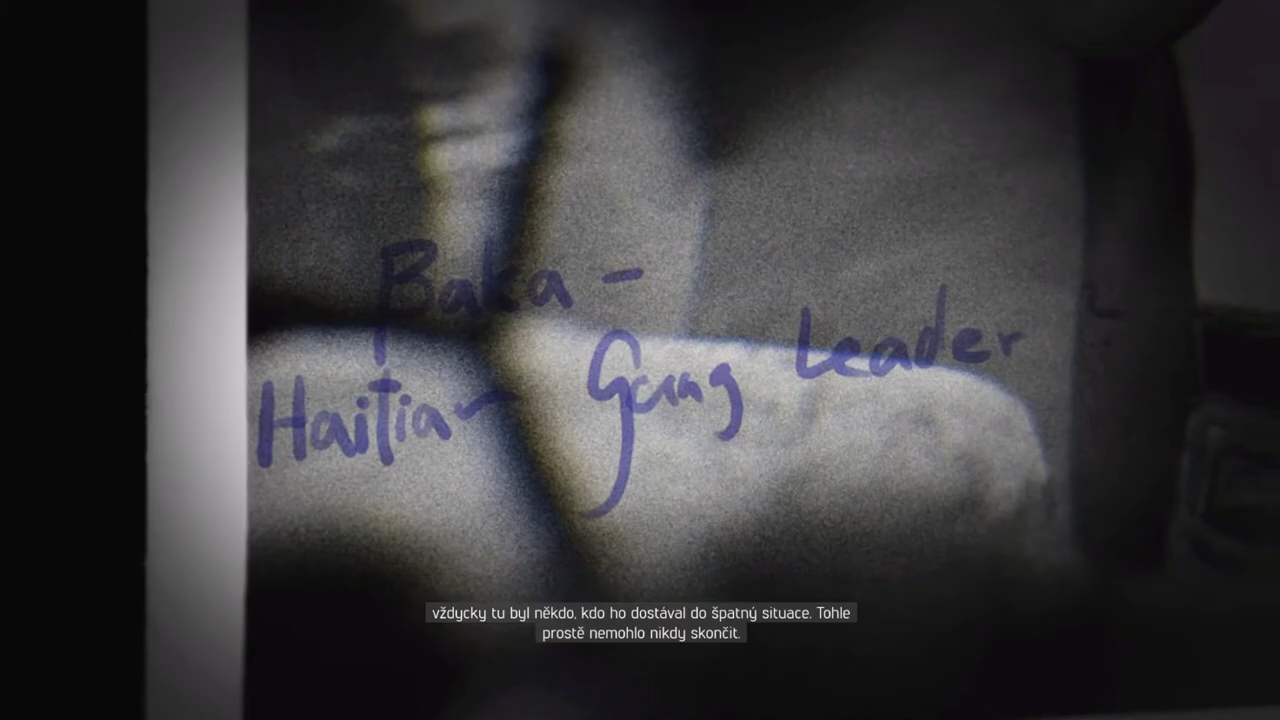 Baka -
Haitian Gang Leader
vždycky tu byl někdo, kdo ho dostával do špatný situace. Tohle
prostě nemohlo nikdy skončit.